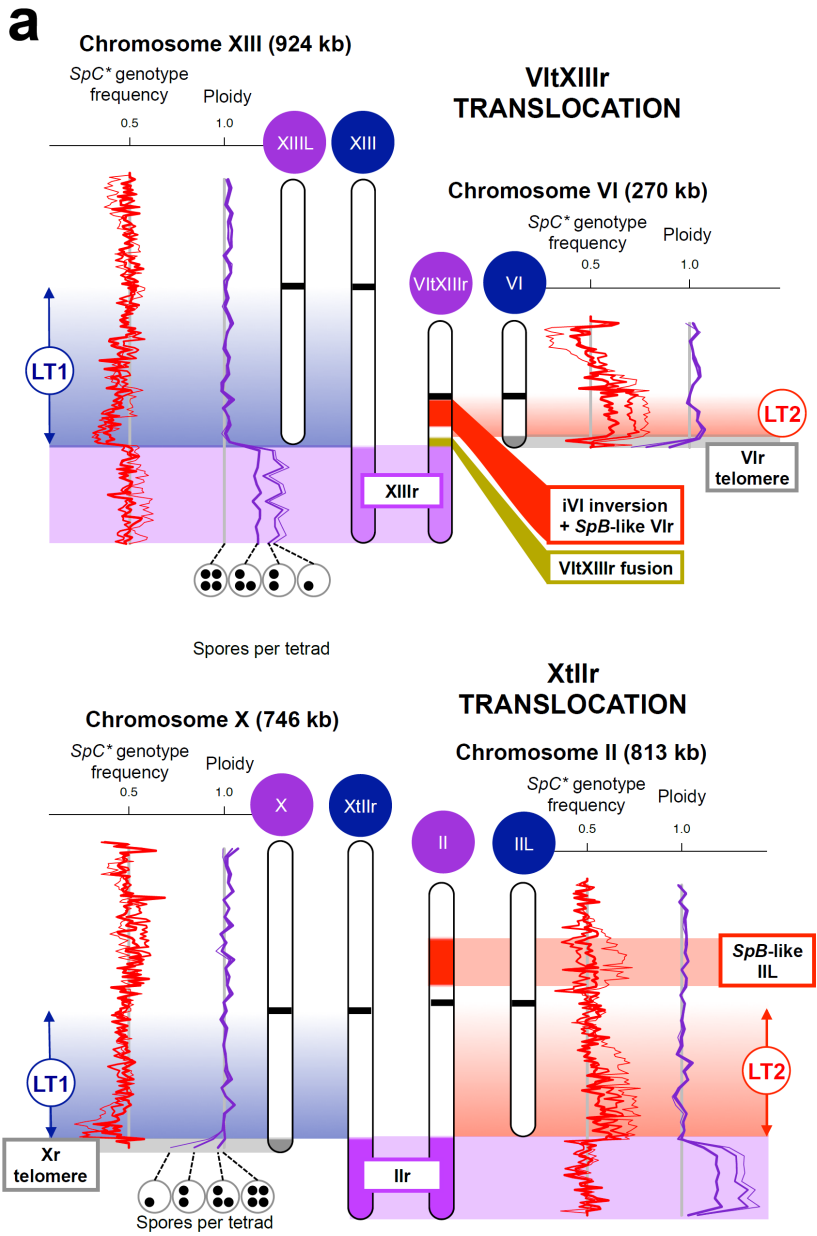 a
Chromosome XIII (924 kb)
SpC* genotype
frequency
Ploidy
0.5
1.0
XIIIL
XIII
VItXIIIr
TRANSLOCATION
Chromosome VI (270 kb)
SpC* genotype
frequency
Ploidy
0.5
1.0
VItXIIIr
VI
LT1
LT2
VIr
telomere
XIIIr
iVI inversion
+ SpB-like VIr
VItXIIIr fusion
Spores per tetrad
XtIIr
TRANSLOCATION
Chromosome X (746 kb)
SpC* genotype
frequency
Ploidy
0.5
1.0
X
XtIIr
Chromosome II (813 kb)
SpC* genotype
frequency
Ploidy
0.5
1.0
II
IIL
SpB-like
IIL
LT1
LT2
Xr
telomere
IIr
Spores per tetrad